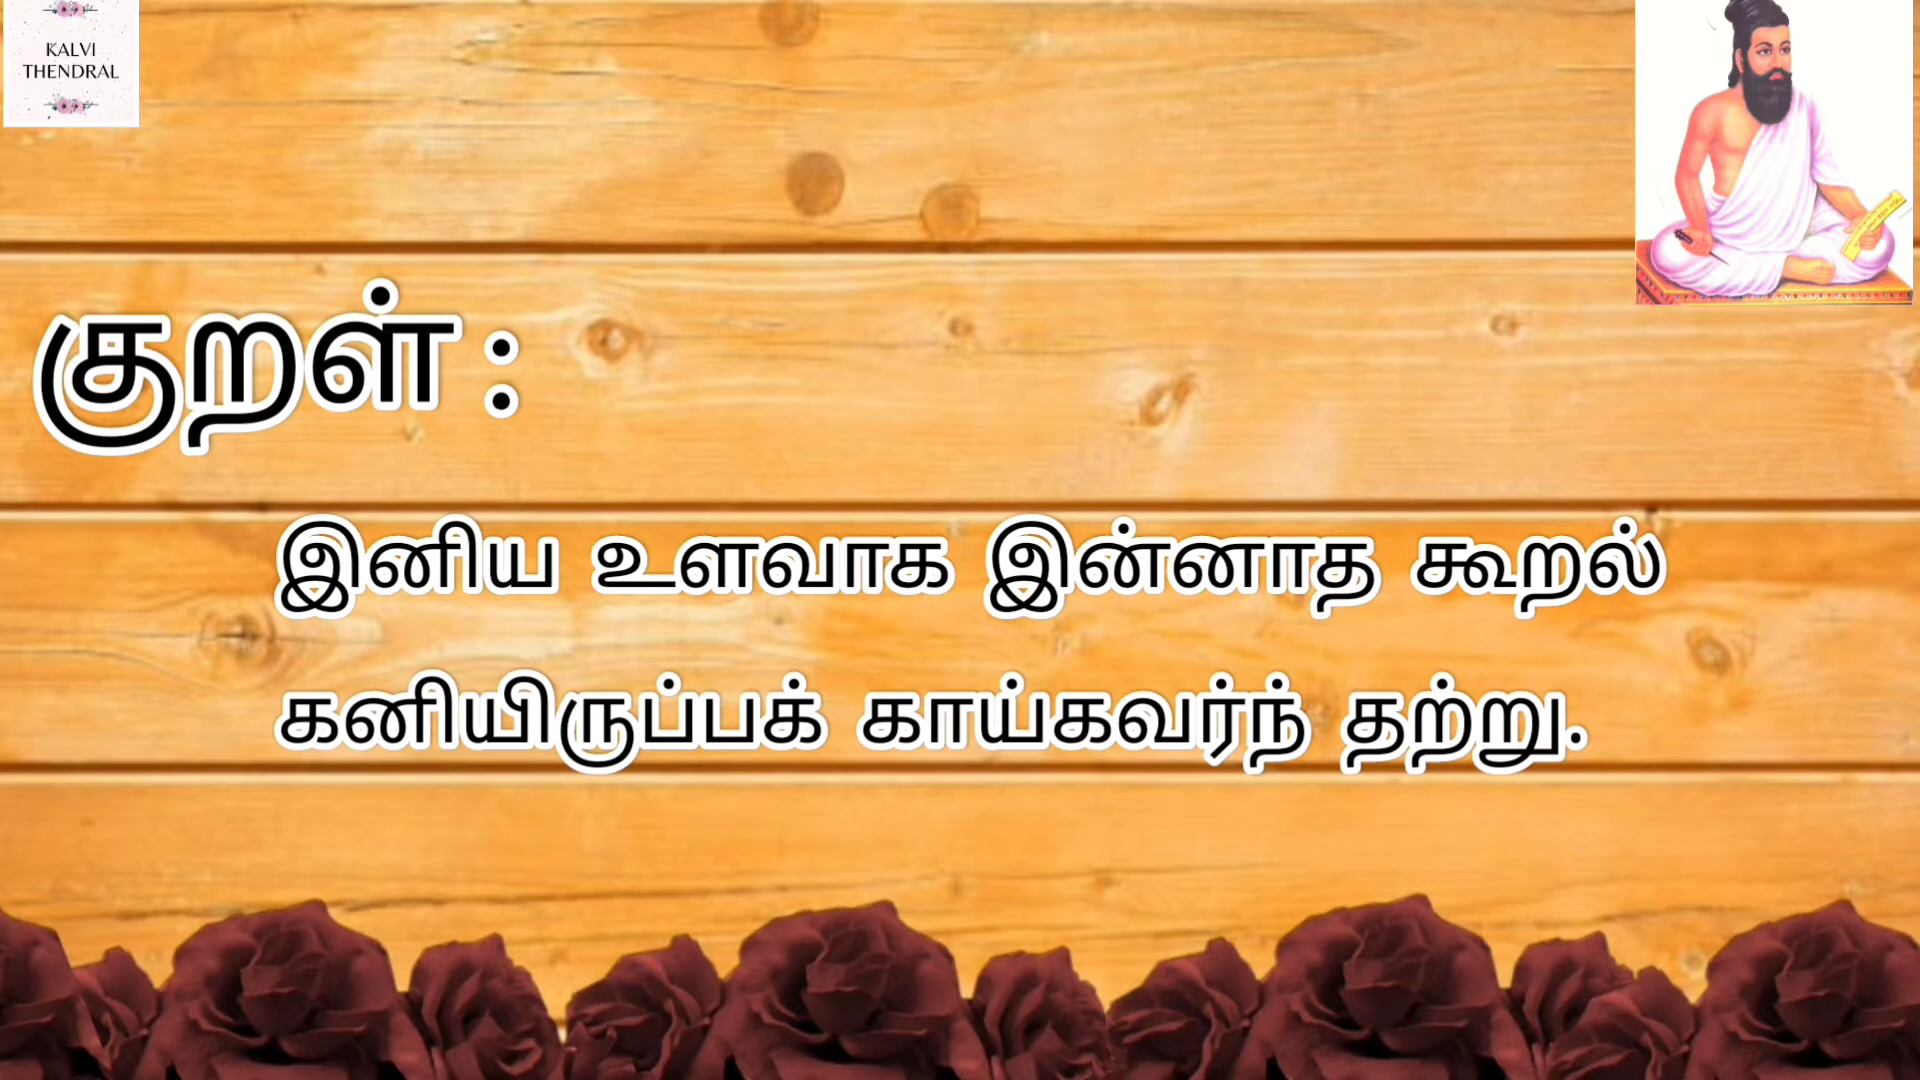 KALVI
THENDRAL
குறள் :
இனிய உளவாக இன்னாத கூறல்
கனியிருப்பக் காய்கவர்ந் தற்று.